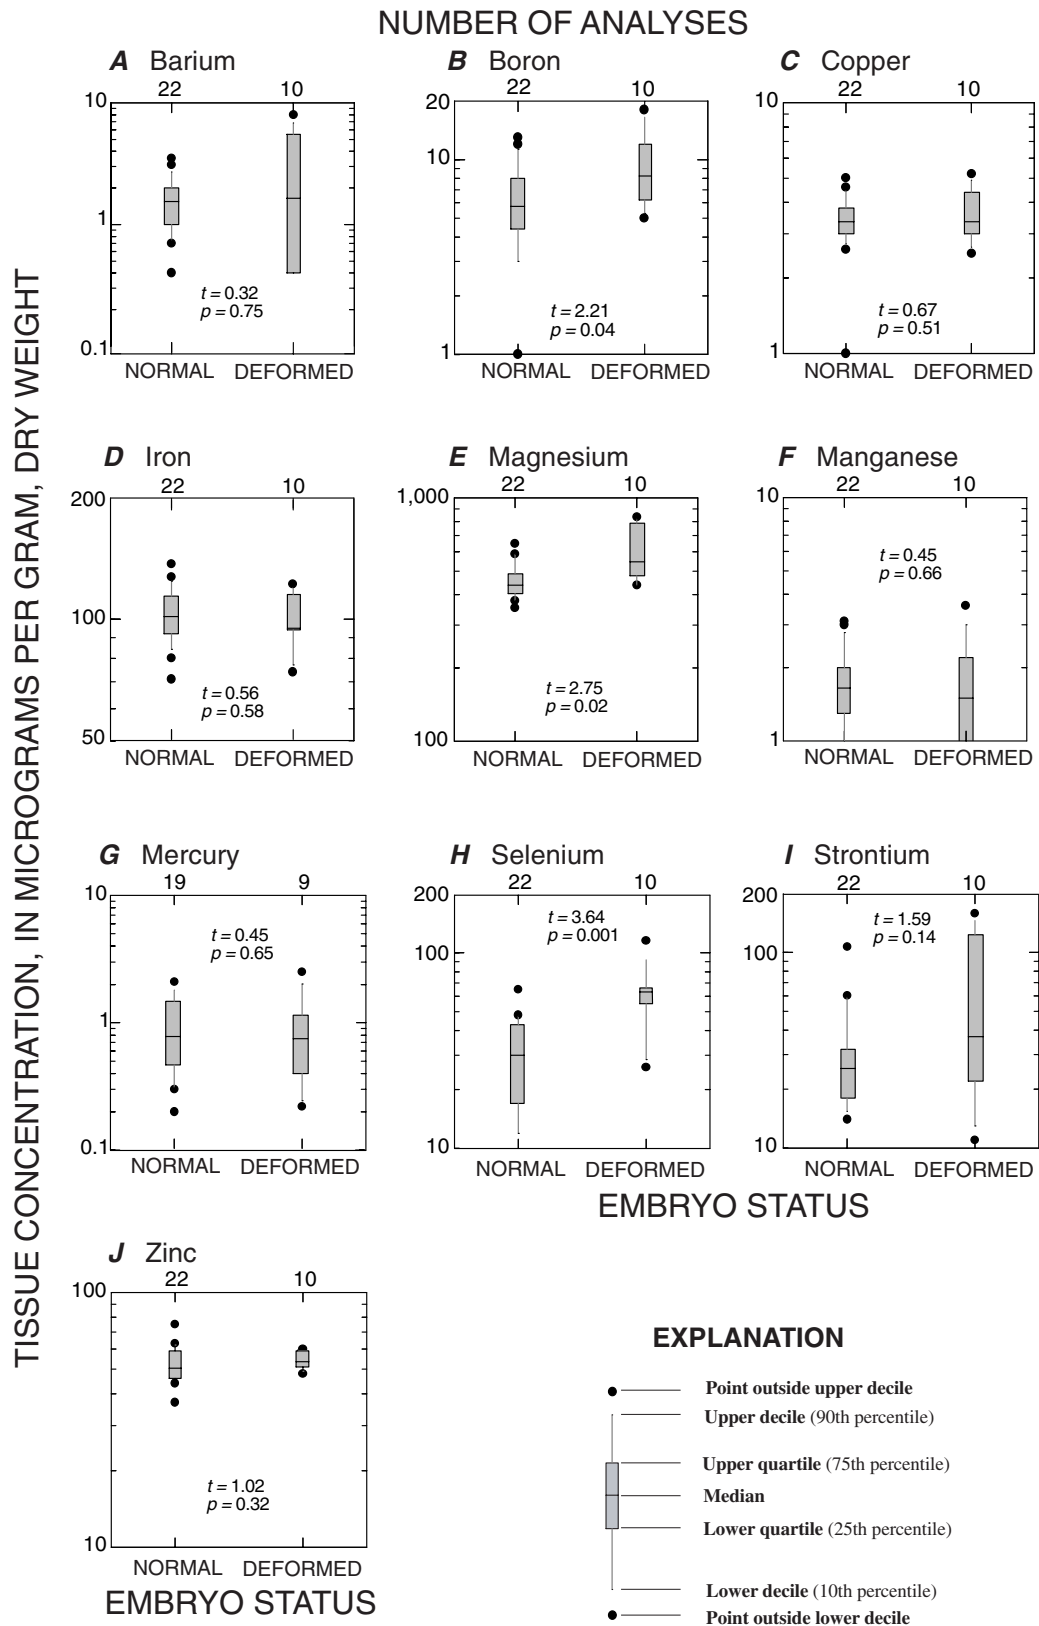 NUMBER OF ANALYSES
TISSUE CONCENTRATION, IN MICROGRAMS PER GRAM, DRY WEIGHT
A Barium
22 10
10
1
0.1
t = 0.32
p = 0.75
NORMAL DEFORMED
B Boron
22 10
20
10
1
t = 2.21
p = 0.04
NORMAL DEFORMED
C Copper
22 10
10
1
t = 0.67
p = 0.51
NORMAL DEFORMED
D Iron
22 10
200
100
50
t = 0.56
p = 0.58
NORMAL DEFORMED
E Magnesium
22 10
1,000
100
t = 2.75
p = 0.02
NORMAL DEFORMED
F Manganese
22 10
10
1
t = 0.45
p = 0.66
NORMAL DEFORMED
G Mercury
19 9
10
1
0.1
t = 0.45
p = 0.65
NORMAL DEFORMED
H Selenium
22 10
200
100
10
t = 3.64
p = 0.001
NORMAL DEFORMED
I Strontium
22 10
200
100
10
t = 1.59
p = 0.14
NORMAL DEFORMED
EMBRYO STATUS
J Zinc
22 10
100
10
t = 1.02
p = 0.32
NORMAL DEFORMED
EMBRYO STATUS
EXPLANATION
Point outside upper decile
Upper decile (90th percentile)
Upper quartile (75th percentile)
Median
Lower quartile (25th percentile)
Lower decile (10th percentile)
Point outside lower decile